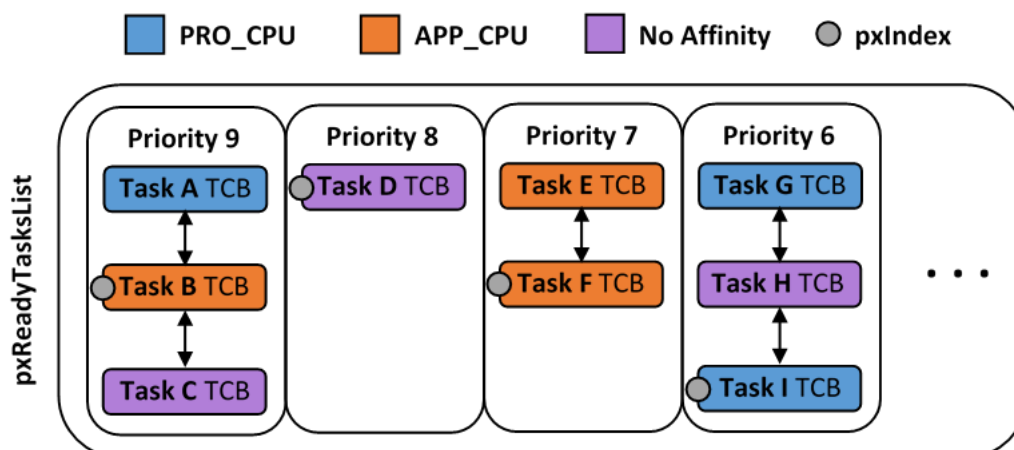 PRO_CPU APP_CPU No Affinity pxIndex
pxReadyTasksList
Priority 9
Task A TCB
Task B TCB
Task C TCB
Priority 8
Task D TCB
Priority 7
Task E TCB
Task F TCB
Priority 6
Task G TCB
Task H TCB
Task I TCB
. . .